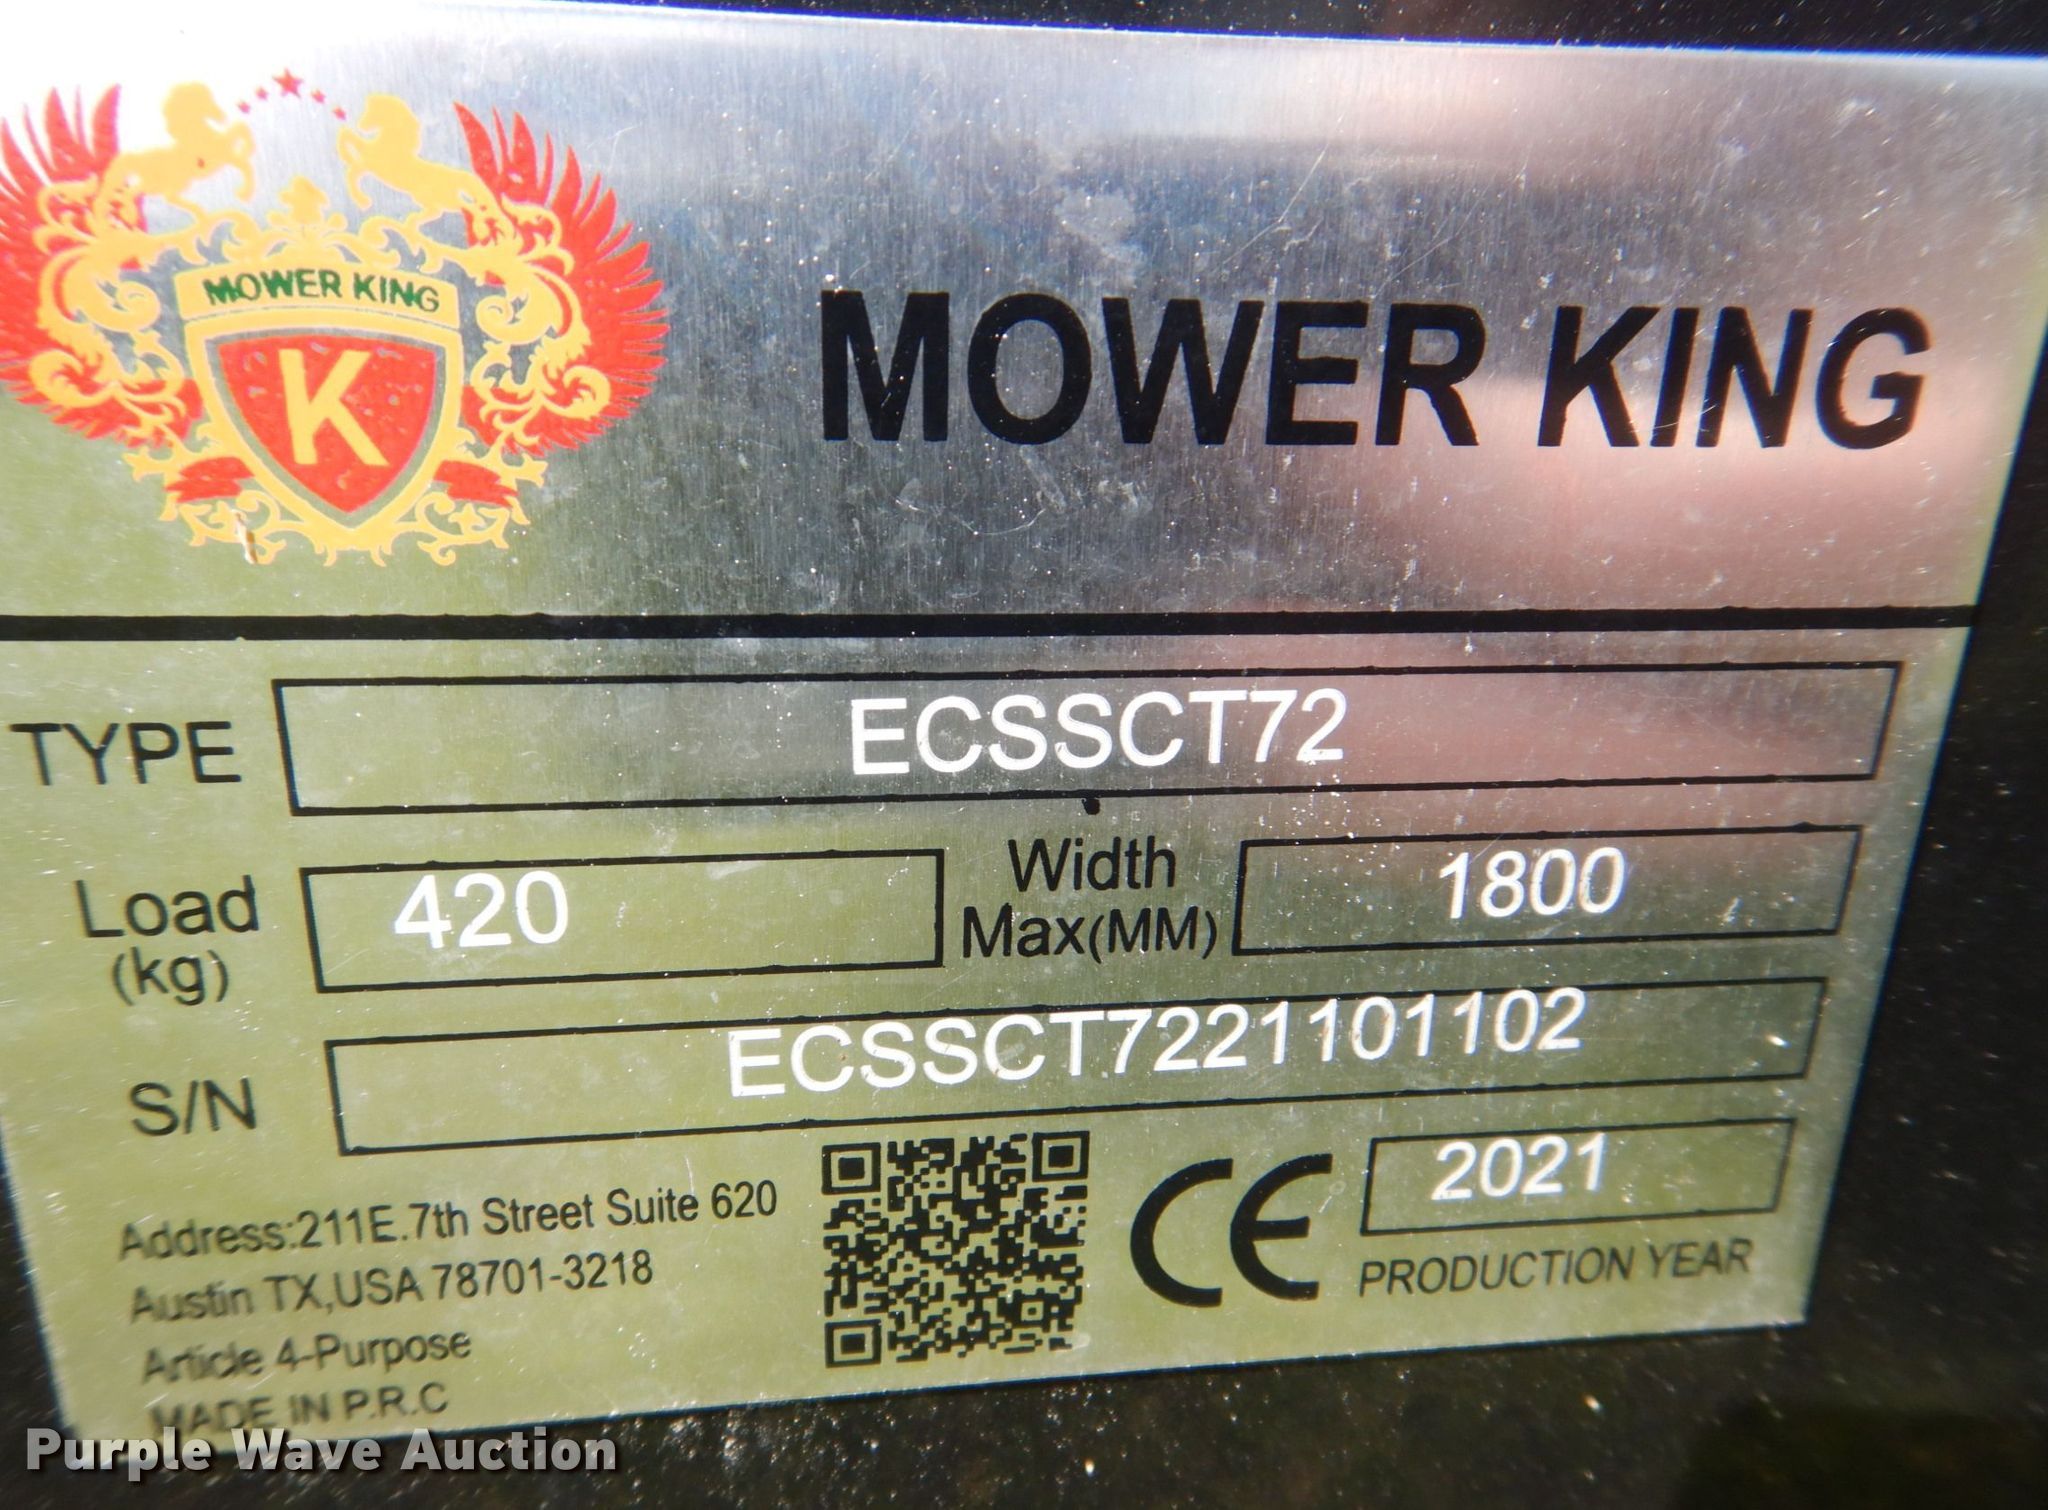 MOWER KING
K
MOWER KING
TYPE ECSSCT72
Load (kg) 420 Width Max(MM) 1800
S/N ECSSCT7221101102
Address:211E.7th Street Suite 620
Austin TX,USA 78701-3218
Article 4-Purpose
MADE IN P.R.C
CE
2021
PRODUCTION YEAR
Purple Wave Auction